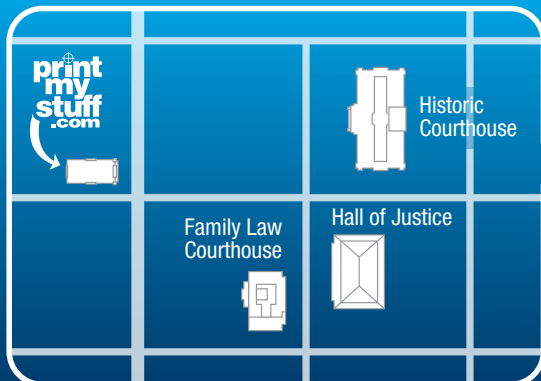 print
my
stuff
.com
Historic
Courthouse
Family Law
Courthouse
Hall of Justice